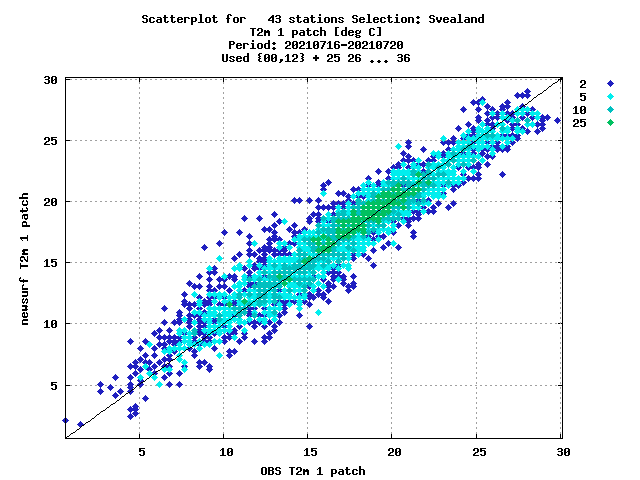 Scatterplot for   43 stations Selection: Svealand
T2m 1 patch [deg C]
Period: 20210716-20210720
Used {00,12} + 25 26 ... 36
2
5
10
25
30
25
20
15
10
5
newsurf T2m 1 patch
5 10 15 20 25 30
OBS T2m 1 patch